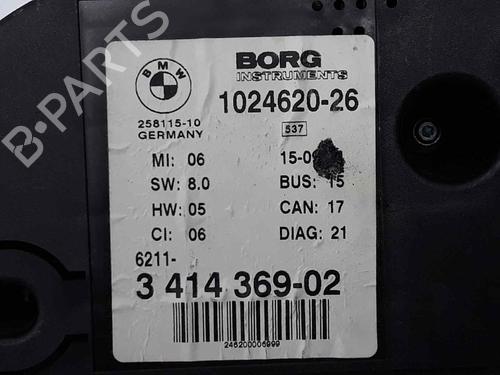 BMW
BORG
INSTRUMENTS
1024620-26
258115-10
GERMANY
537
MI: 06
SW: 8.0
BUS: 15
HW: 05
CAN: 17
CI: 06
DIAG: 21
6211-
3 414 369-02
246200006999
B-PARTS